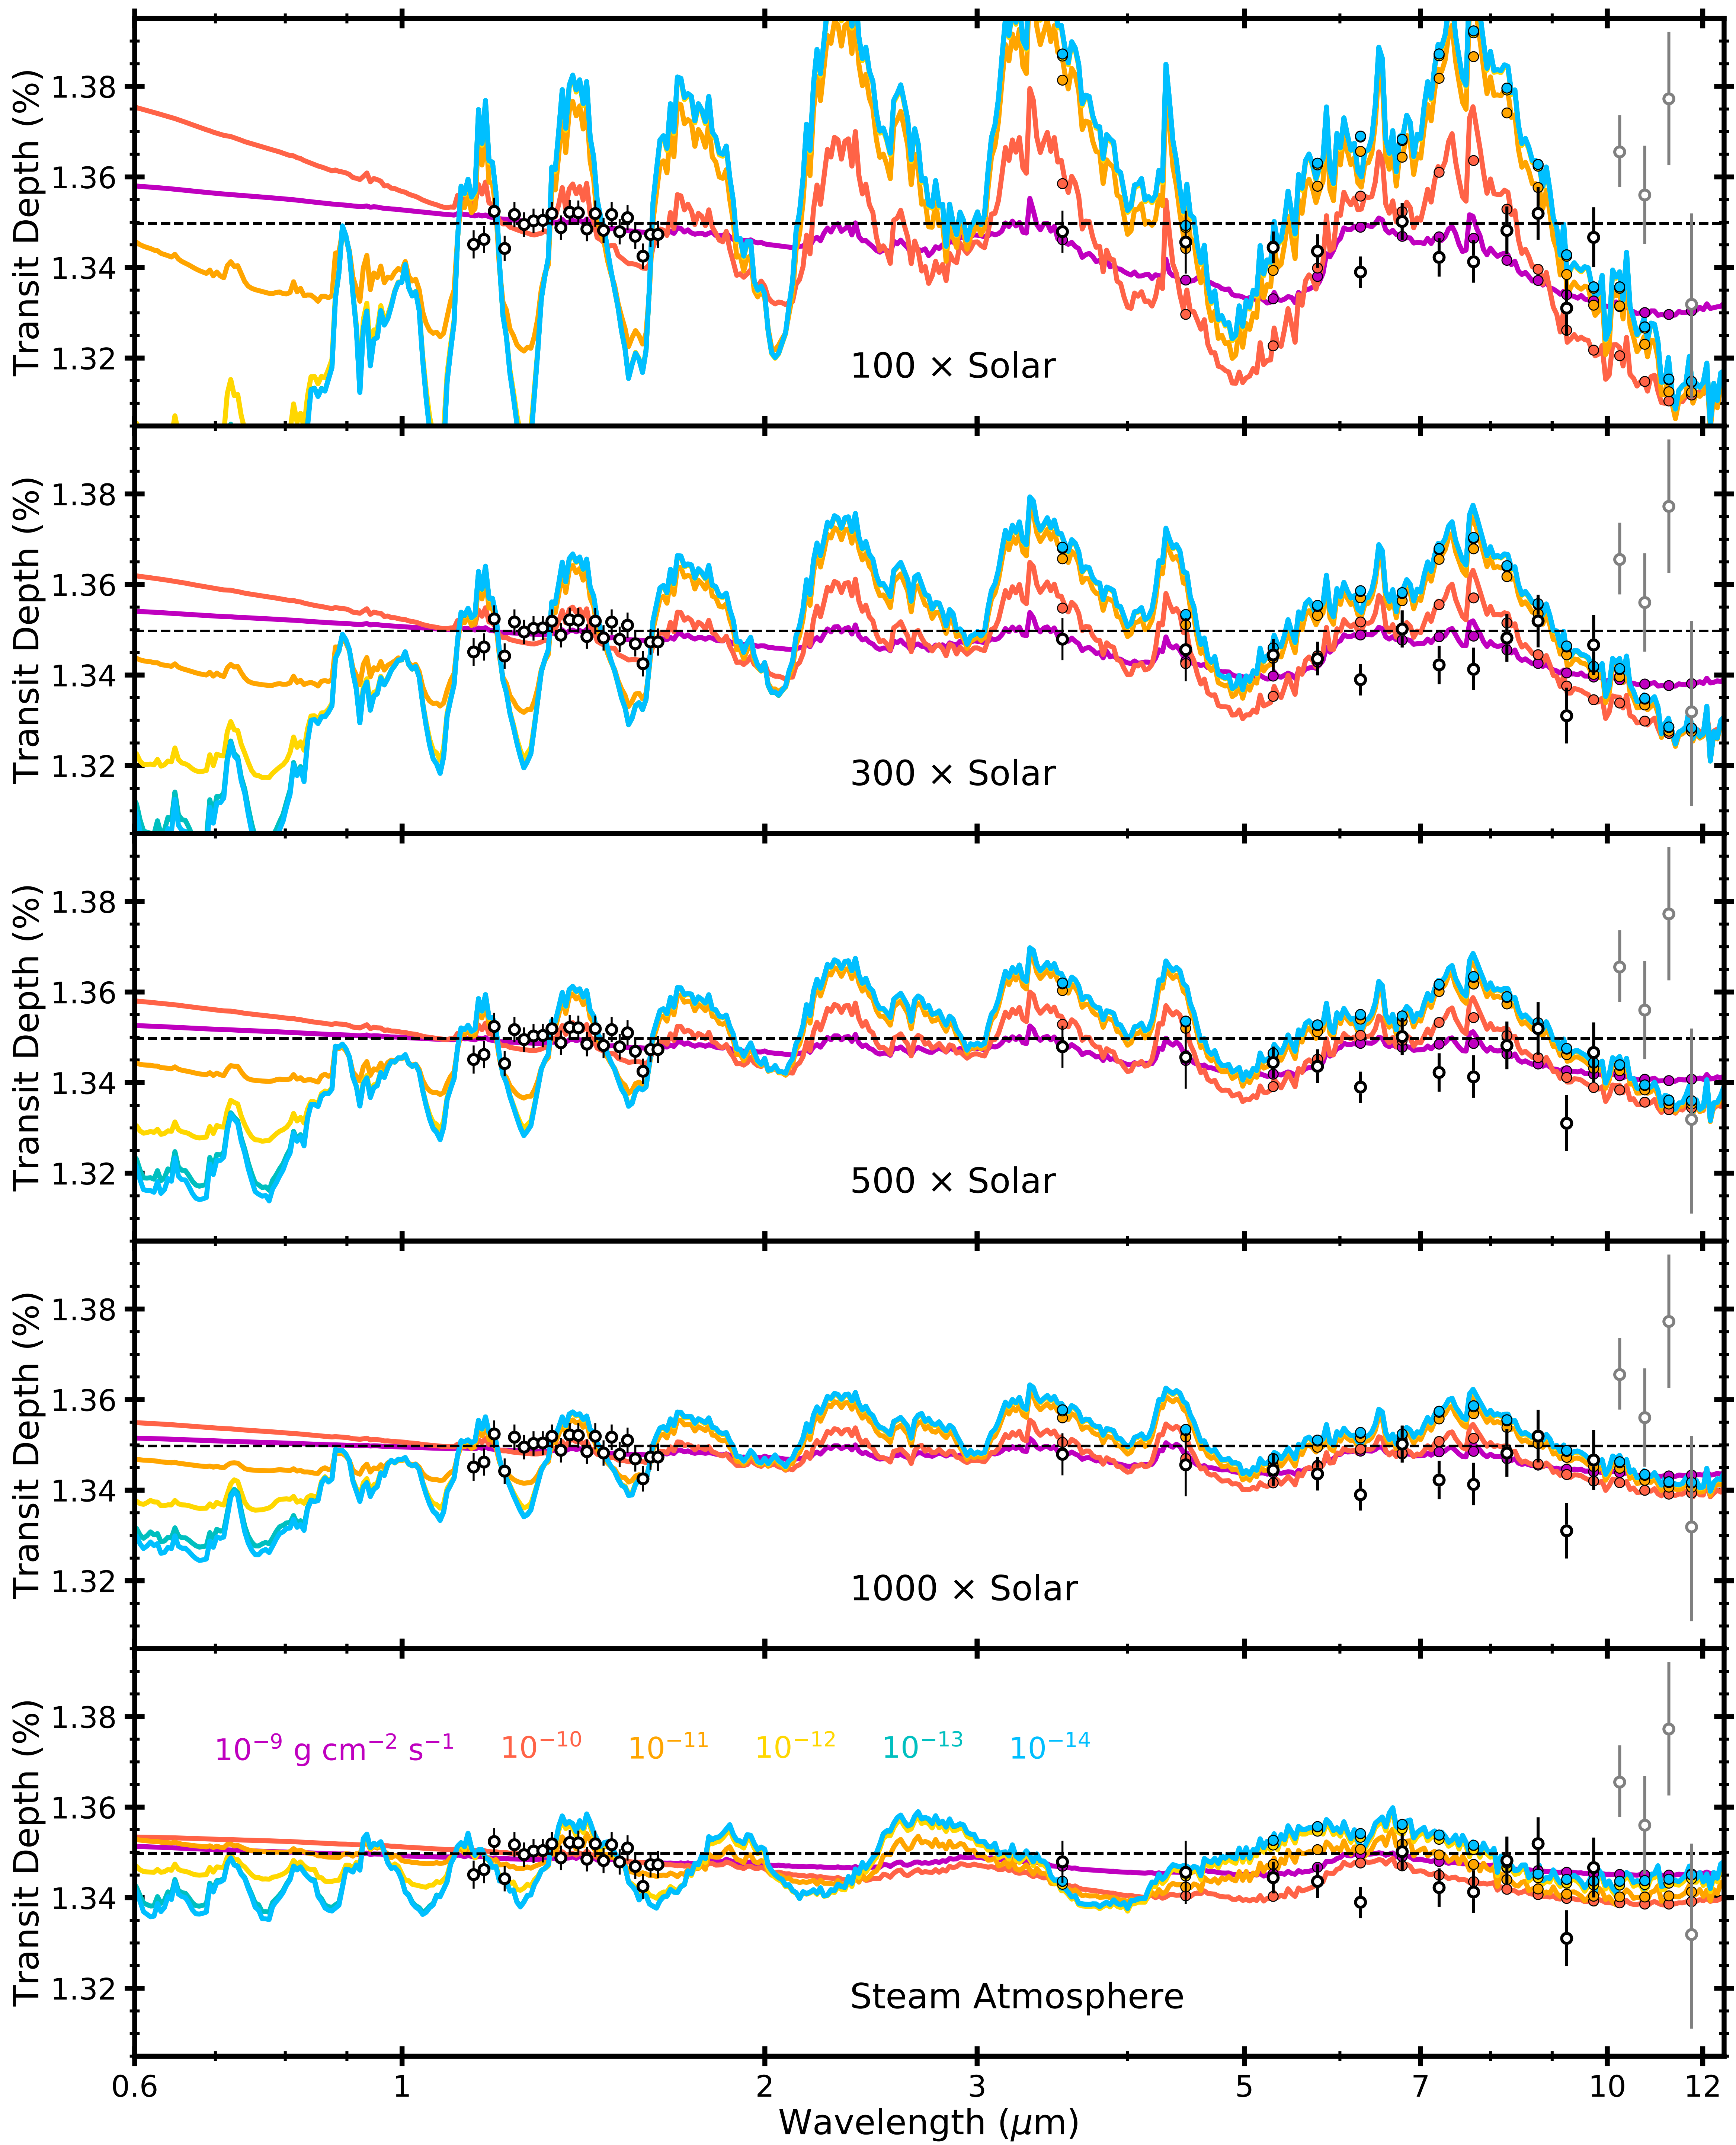 Transit Depth (%)
1.38
1.36
1.34
1.32
100 × Solar
Transit Depth (%)
1.38
1.36
1.34
1.32
300 × Solar
Transit Depth (%)
1.38
1.36
1.34
1.32
500 × Solar
Transit Depth (%)
1.38
1.36
1.34
1.32
1000 × Solar
Transit Depth (%)
1.38
1.36
1.34
1.32
10⁻⁹ g cm⁻² s⁻¹ 10⁻¹⁰ 10⁻¹¹ 10⁻¹² 10⁻¹³ 10⁻¹⁴
Steam Atmosphere
0.6 1 2 3 5 7 10 12
Wavelength (μm)